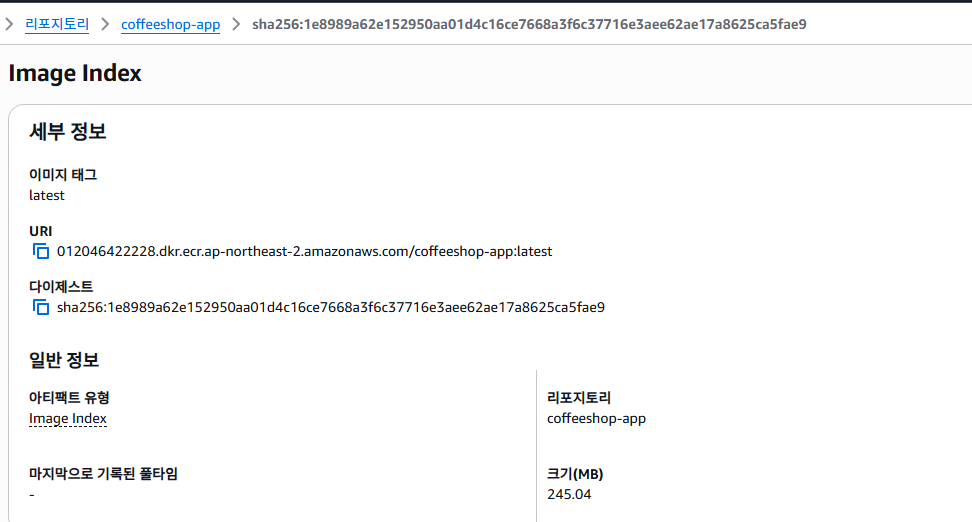 리포지토리 coffeeshop-app sha256:1e8989a62e152950aa01d4c16ce7668a3f6c37716e3aee62ae17a8625ca5fae9
Image Index
세부 정보
이미지 태그
latest
URI
012046422228.dkr.ecr.ap-northeast-2.amazonaws.com/coffeeshop-app:latest
다이제스트
sha256:1e8989a62e152950aa01d4c16ce7668a3f6c37716e3aee62ae17a8625ca5fae9
일반 정보
아티팩트 유형
Image Index
리포지토리
coffeeshop-app
마지막으로 기록된 풀타임
-
크기(MB)
245.04